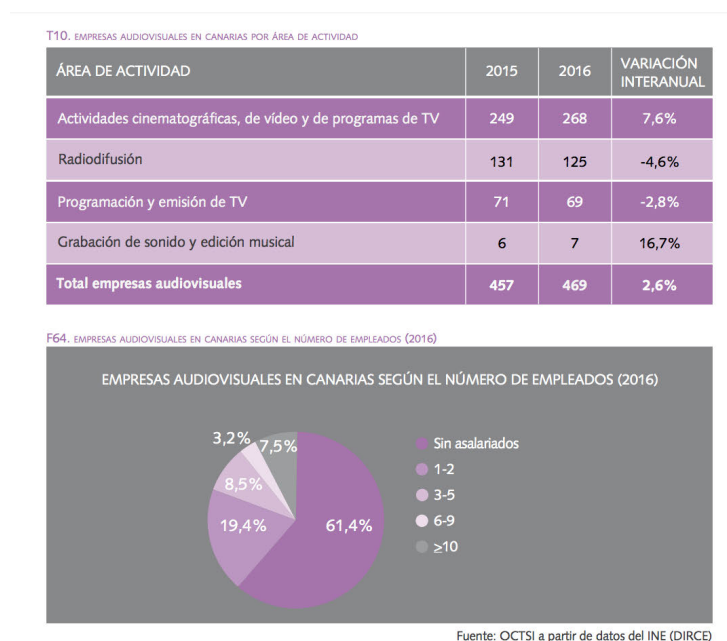 T10. EMPRESAS AUDIOVISUALES EN CANARIAS POR ÁREA DE ACTIVIDAD
ÁREA DE ACTIVIDAD 2015 2016 VARIACIÓN INTERANUAL
Actividades cinematográficas, de vídeo y de programas de TV 249 268 7,6%
Radiodifusión 131 125 -4,6%
Programación y emisión de TV 71 69 -2,8%
Grabación de sonido y edición musical 6 7 16,7%
Total empresas audiovisuales 457 469 2,6%
F64. EMPRESAS AUDIOVISUALES EN CANARIAS SEGÚN EL NÚMERO DE EMPLEADOS (2016)
EMPRESAS AUDIOVISUALES EN CANARIAS SEGÚN EL NÚMERO DE EMPLEADOS (2016)
3,2%
7,5%
8,5%
19,4%
61,4%
Sin asalariados
1-2
3-5
6-9
≥10
Fuente: OCTSI a partir de datos del INE (DIRCE)